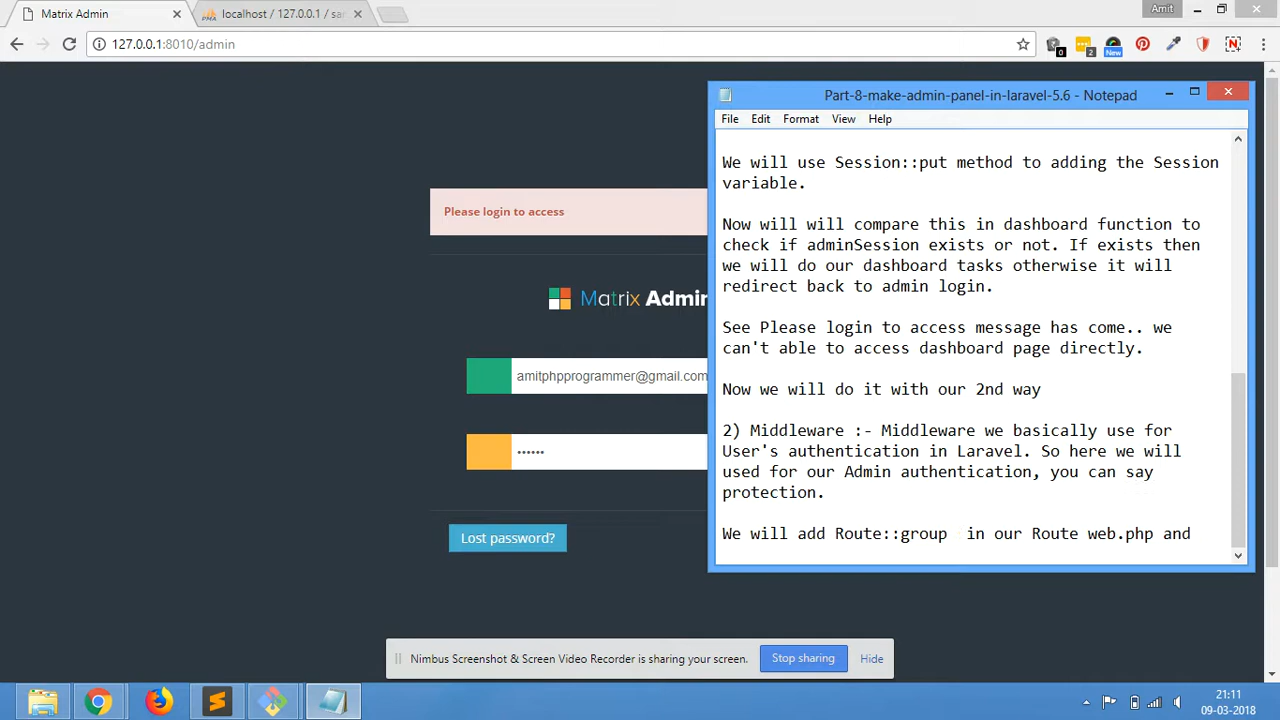 Matrix Admin
localhost / 127.0.0.1 / sar
Amit
127.0.0.1:8010/admin
0
2
New
Part-8-make-admin-panel-in-laravel-5.6 - Notepad
File Edit Format View Help
We will use Session::put method to adding the Session
variable.
Now will will compare this in dashboard function to
check if adminSession exists or not. If exists then
we will do our dashboard tasks otherwise it will
redirect back to admin login.
See Please login to access message has come.. we
can't able to access dashboard page directly.
Now we will do it with our 2nd way
2) Middleware :- Middleware we basically use for
User's authentication in Laravel. So here we will
used for our Admin authentication, you can say
protection.
We will add Route::group in our Route web.php and
Please login to access
Matrix Admin
amitphpprogrammer@gmail.com
••••••
Lost password?
Nimbus Screenshot & Screen Video Recorder is sharing your screen.
Stop sharing
Hide
21:11
09-03-2018